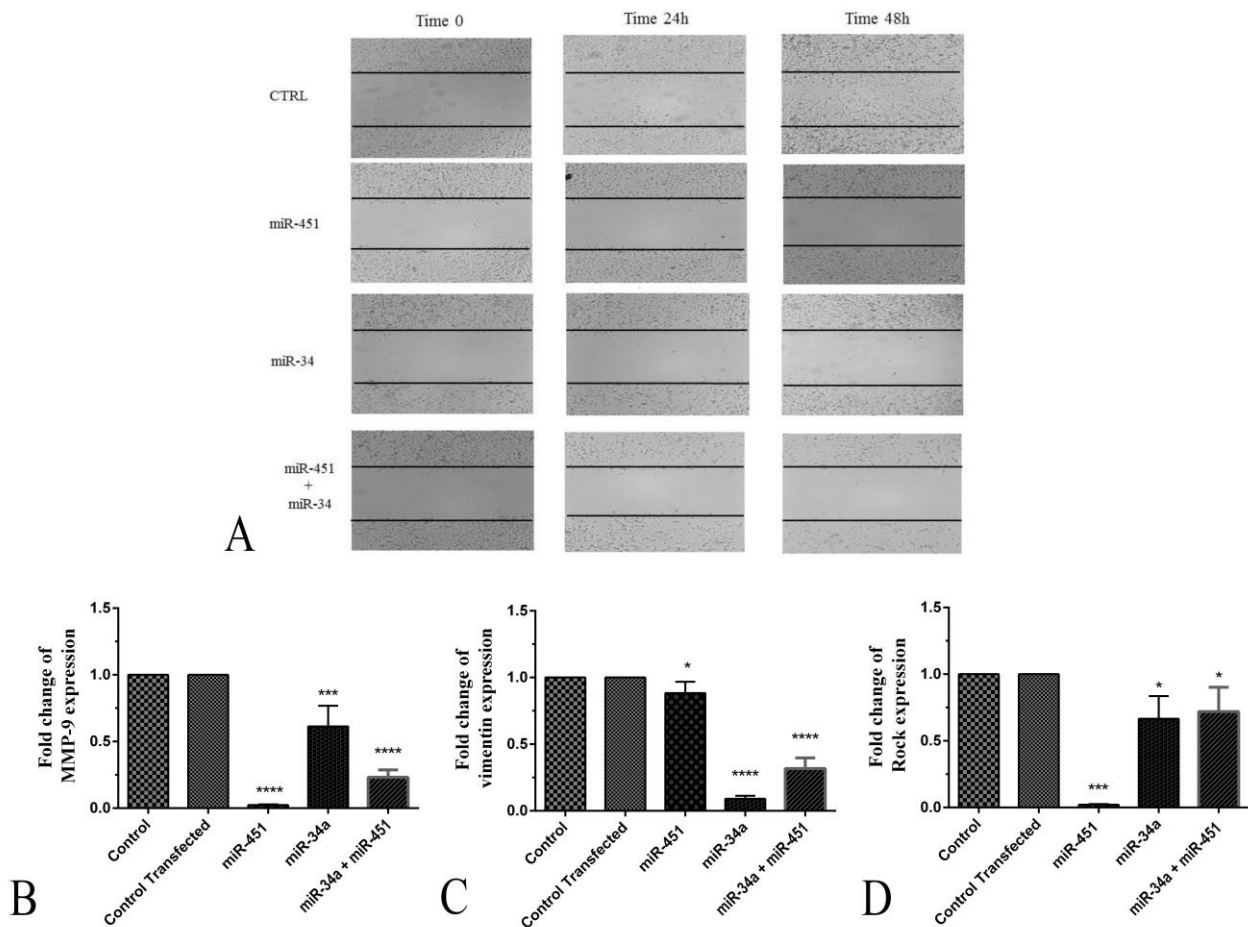 Time 0
Time 24h
Time 48h
CTRL
miR-451
miR-34
miR-451
+
miR-34
A
Fold change of
MMP-9 expression
1.5
1.0
0.5
0.0
***
****
****
Control
Control Transfected
miR-451
miR-34a
miR-34a + miR-451
B
Fold change of
vimentin expression
1.5
1.0
0.5
0.0
*
****
****
Control
Control Transfected
miR-451
miR-34a
miR-34a + miR-451
C
Fold change of
Rock expression
1.5
1.0
0.5
0.0
***
*
*
Control
Control Transfected
miR-451
miR-34a
miR-34a + miR-451
D